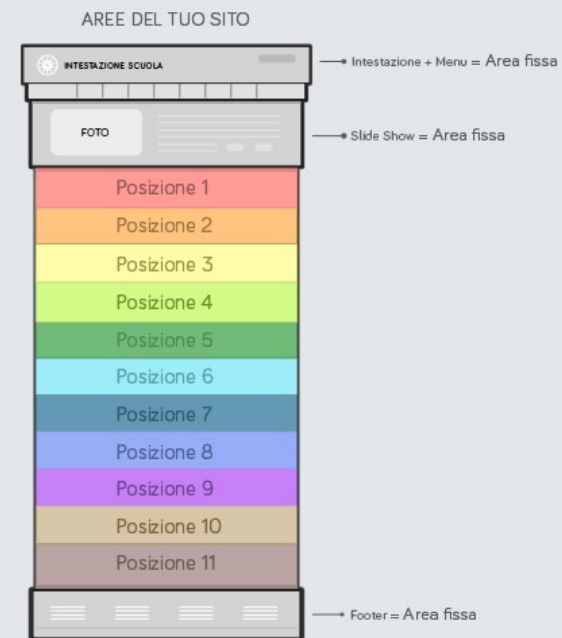 AREE DEL TUO SITO
INTESTAZIONE SCUOLA
Intestazione + Menu = Area fissa
FOTO
Slide Show = Area fissa
Posizione 1
Posizione 2
Posizione 3
Posizione 4
Posizione 5
Posizione 6
Posizione 7
Posizione 8
Posizione 9
Posizione 10
Posizione 11
Footer = Area fissa